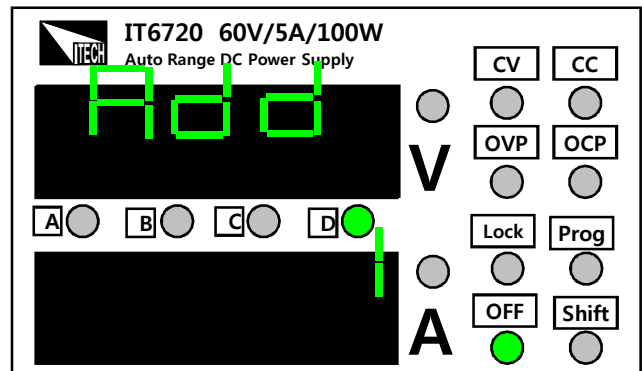 ITECH
IT6720 60V/5A/100W
Auto Range DC Power Supply
Add
V
CV CC
OVP OCP
A B C D
1
A
Lock Prog
OFF Shift